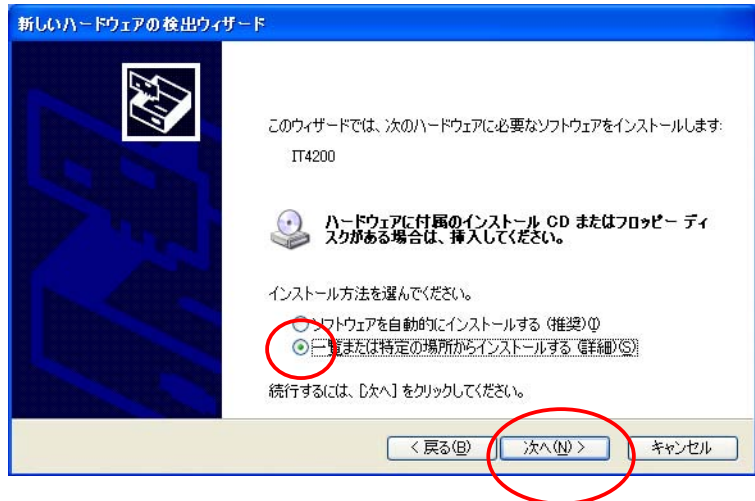 新しいハードウェアの検出ウィザード
このウィザードでは、次のハードウェアに必要なソフトウェアをインストールします:
IT4200
ハードウェアに付属のインストール CD またはフロッピー ディ
スクがある場合は、挿入してください。
インストール方法を選んでください。
ソフトウェアを自動的にインストールする (推奨)(I)
一覧または特定の場所からインストールする (詳細)(S)
続行するには、[次へ] をクリックしてください。
< 戻る(B) 次へ(N) > キャンセル